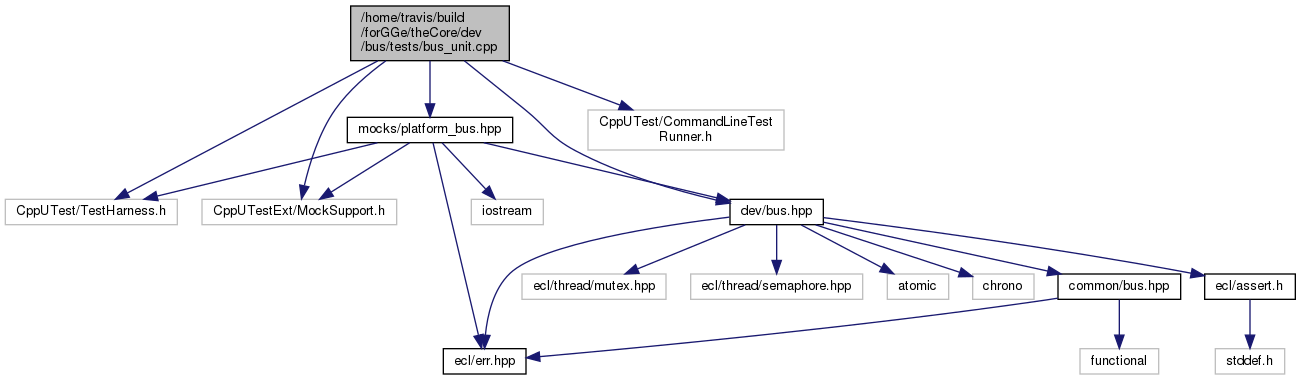 /home/travis/build
/forGGe/theCore/dev
/bus/tests/bus_unit.cpp
mocks/platform_bus.hpp
CppUTest/CommandLineTest
Runner.h
CppUTest/TestHarness.h
CppUTestExt/MockSupport.h
iostream
dev/bus.hpp
ecl/thread/mutex.hpp
ecl/thread/semaphore.hpp
atomic
chrono
common/bus.hpp
ecl/assert.h
ecl/err.hpp
functional
stddef.h